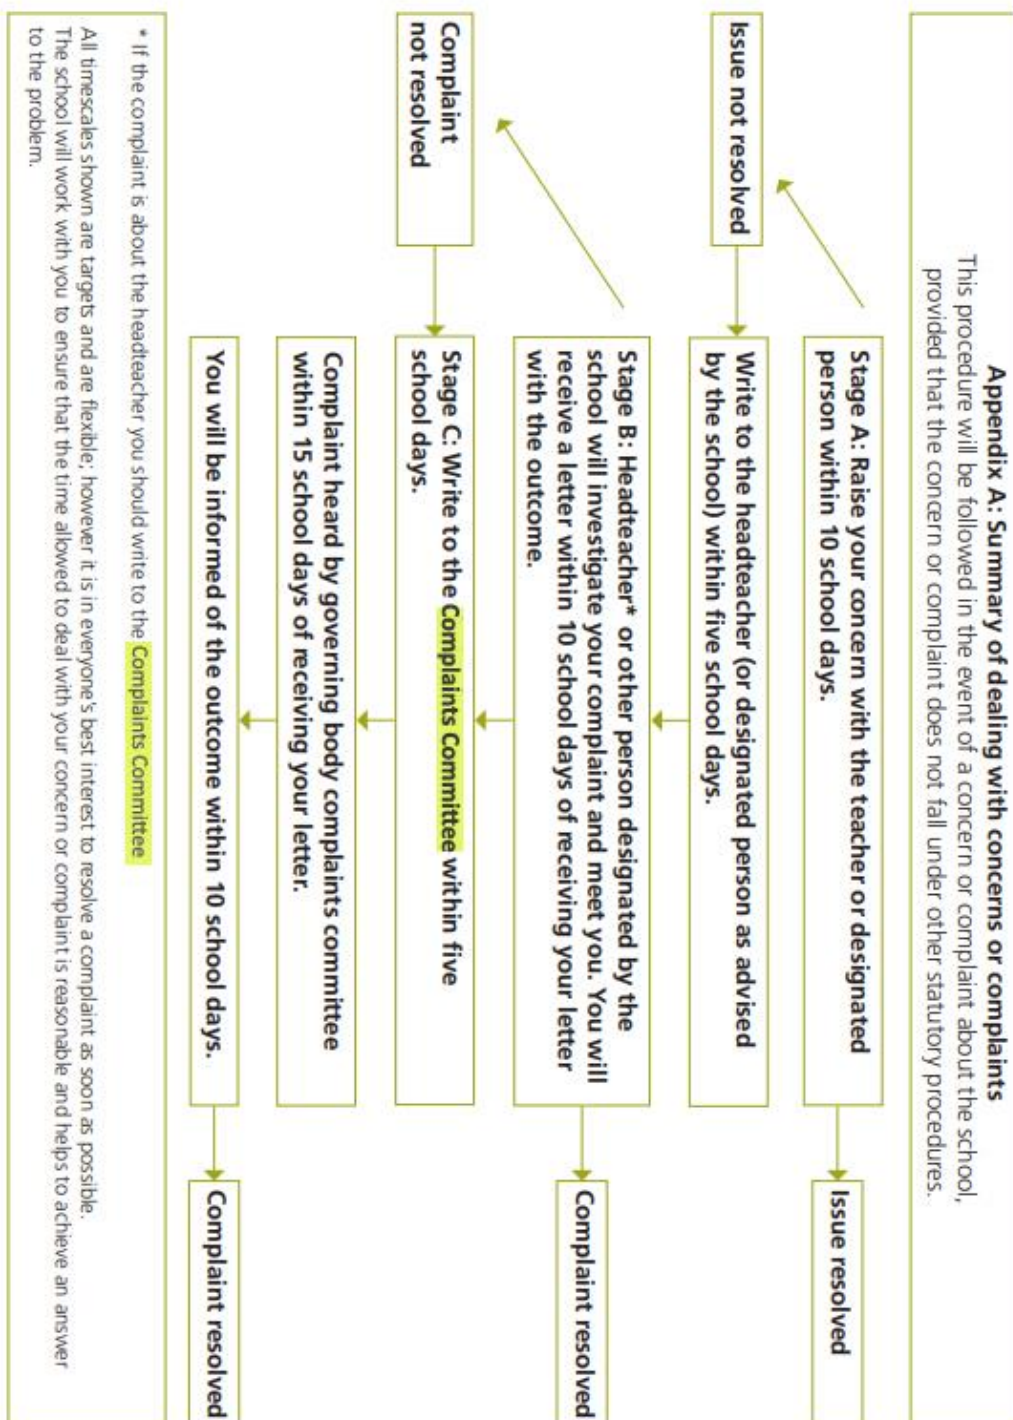 Appendix A: Summary of dealing with concerns or complaints
This procedure will be followed in the event of a concern or complaint about the school,
provided that the concern or complaint does not fall under other statutory procedures.
Stage A: Raise your concern with the teacher or designated
person within 10 school days.
Issue resolved
Issue not resolved
Write to the headteacher (or designated person as advised
by the school) within five school days.
Stage B: Headteacher* or other person designated by the
school will investigate your complaint and meet you. You will
receive a letter within 10 school days of receiving your letter
with the outcome.
Complaint resolved
Complaint
not resolved
Stage C: Write to the Complaints Committee within five
school days.
Complaint heard by governing body complaints committee
within 15 school days of receiving your letter.
You will be informed of the outcome within 10 school days.
Complaint resolved
* If the complaint is about the headteacher you should write to the Complaints Committee
All timescales shown are targets and are flexible; however it is in everyone's best interest to resolve a complaint as soon as possible.
The school will work with you to ensure that the time allowed to deal with your concern or complaint is reasonable and helps to achieve an answer
to the problem.